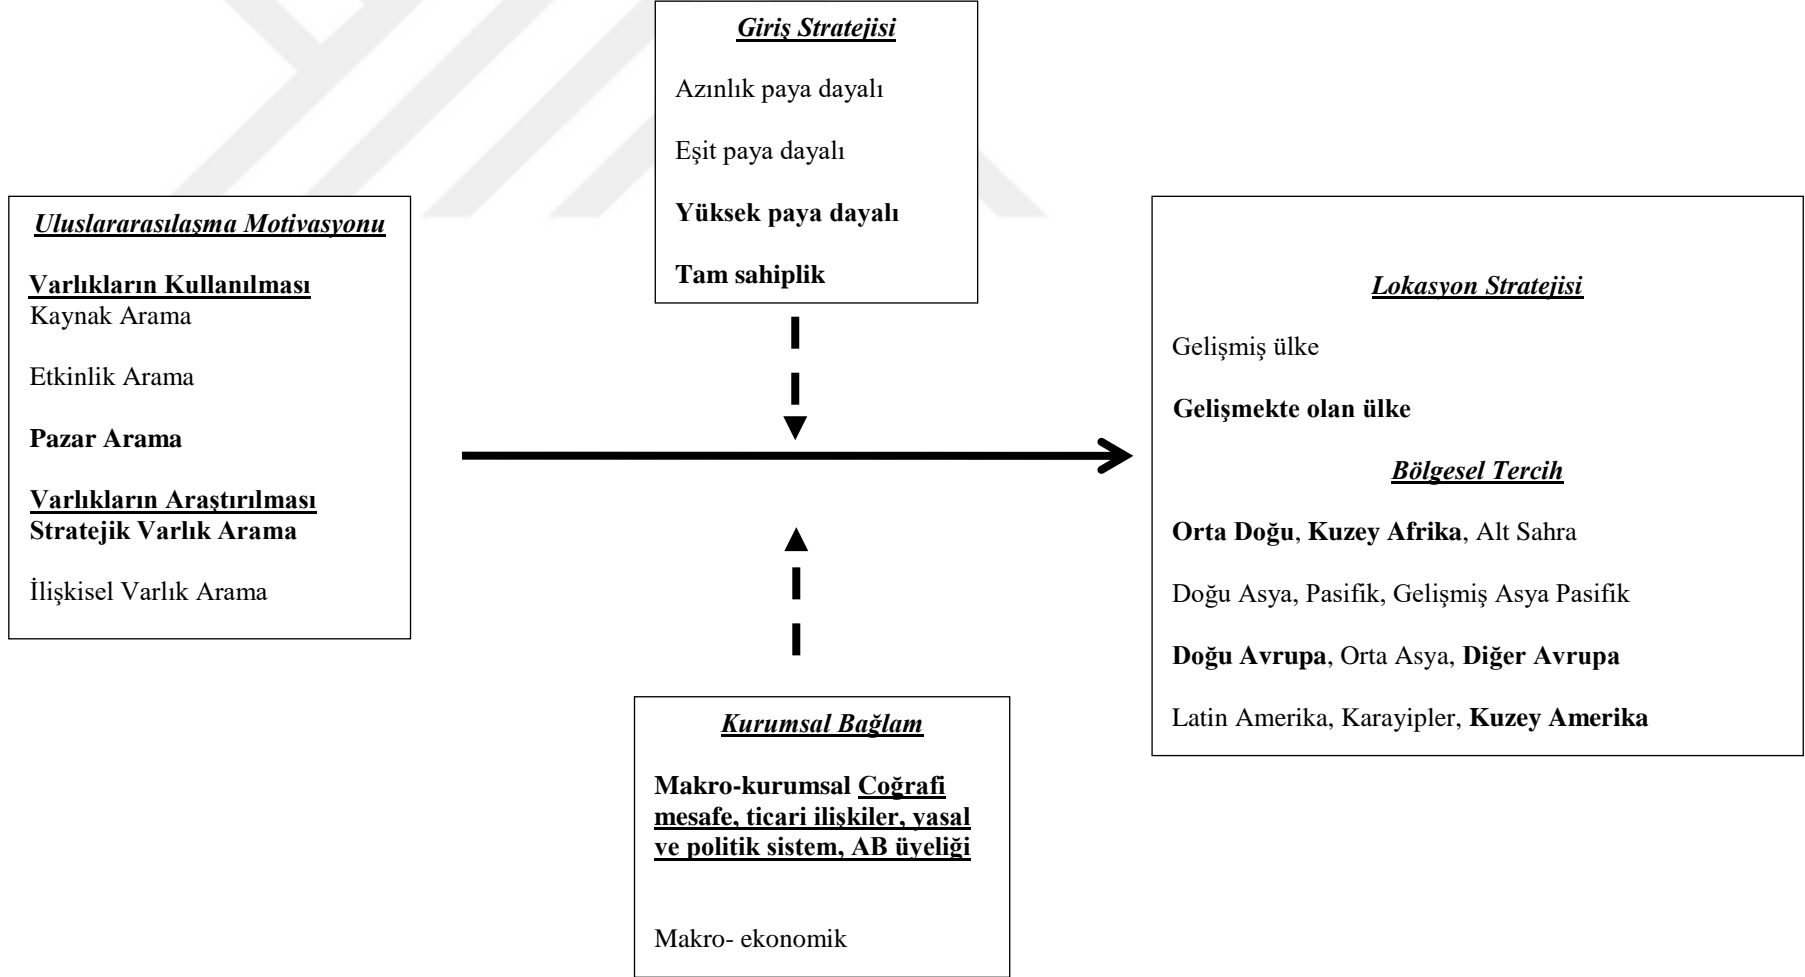 Giriş Stratejisi
Azınlık paya dayalı
Eşit paya dayalı
Yüksek paya dayalı
Tam sahiplik
Uluslararasılaşma Motivasyonu
Varlıkların Kullanılması
Kaynak Arama
Etkinlik Arama
Pazar Arama
Varlıkların Araştırılması
Stratejik Varlık Arama
İlişkisel Varlık Arama
Lokasyon Stratejisi
Gelişmiş ülke
Gelişmekte olan ülke
Bölgesel Tercih
Orta Doğu, Kuzey Afrika, Alt Sahra
Doğu Asya, Pasifik, Gelişmiş Asya Pasifik
Doğu Avrupa, Orta Asya, Diğer Avrupa
Latin Amerika, Karayipler, Kuzey Amerika
Kurumsal Bağlam
Makro-kurumsal Coğrafi
mesafe, ticari ilişkiler, yasal
ve politik sistem, AB üyeliği
Makro- ekonomik